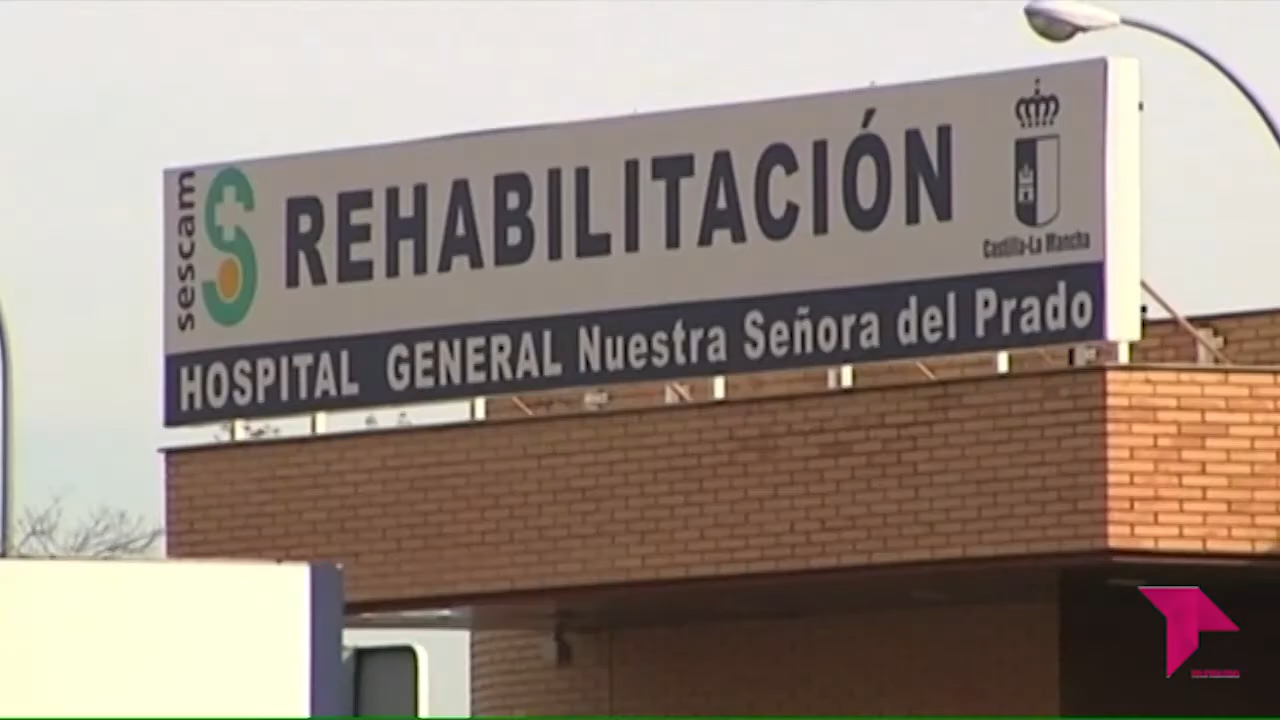 sescam
REHABILITACIÓN
Castilla-La Mancha
HOSPITAL GENERAL Nuestra Señora del Prado